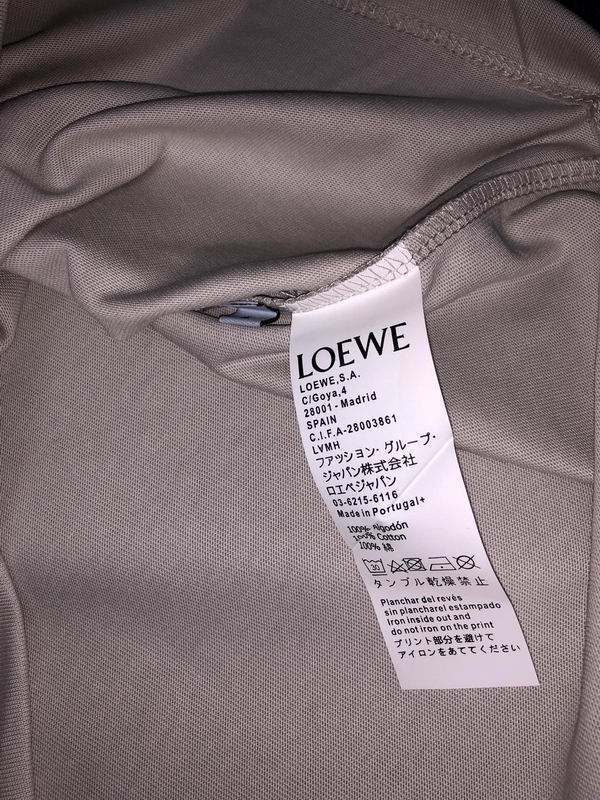 LOEWE
LOEWE,S.A.
C/Goya,4
28001-Madrid
SPAIN
C.I.F.A-28003861
LVMH
ファッション・グループ・
ジャパン株式会社
ロエベジャパン
03-6215-6116
Made in Portugal+
100% Algodón
100% Cotton
100% 綿
30
タンブル乾燥禁止
Planchar del revés
sin plancharel estampado
Iron inside out and
do not iron on the print
プリント部分を避けて
アイロンをあててください